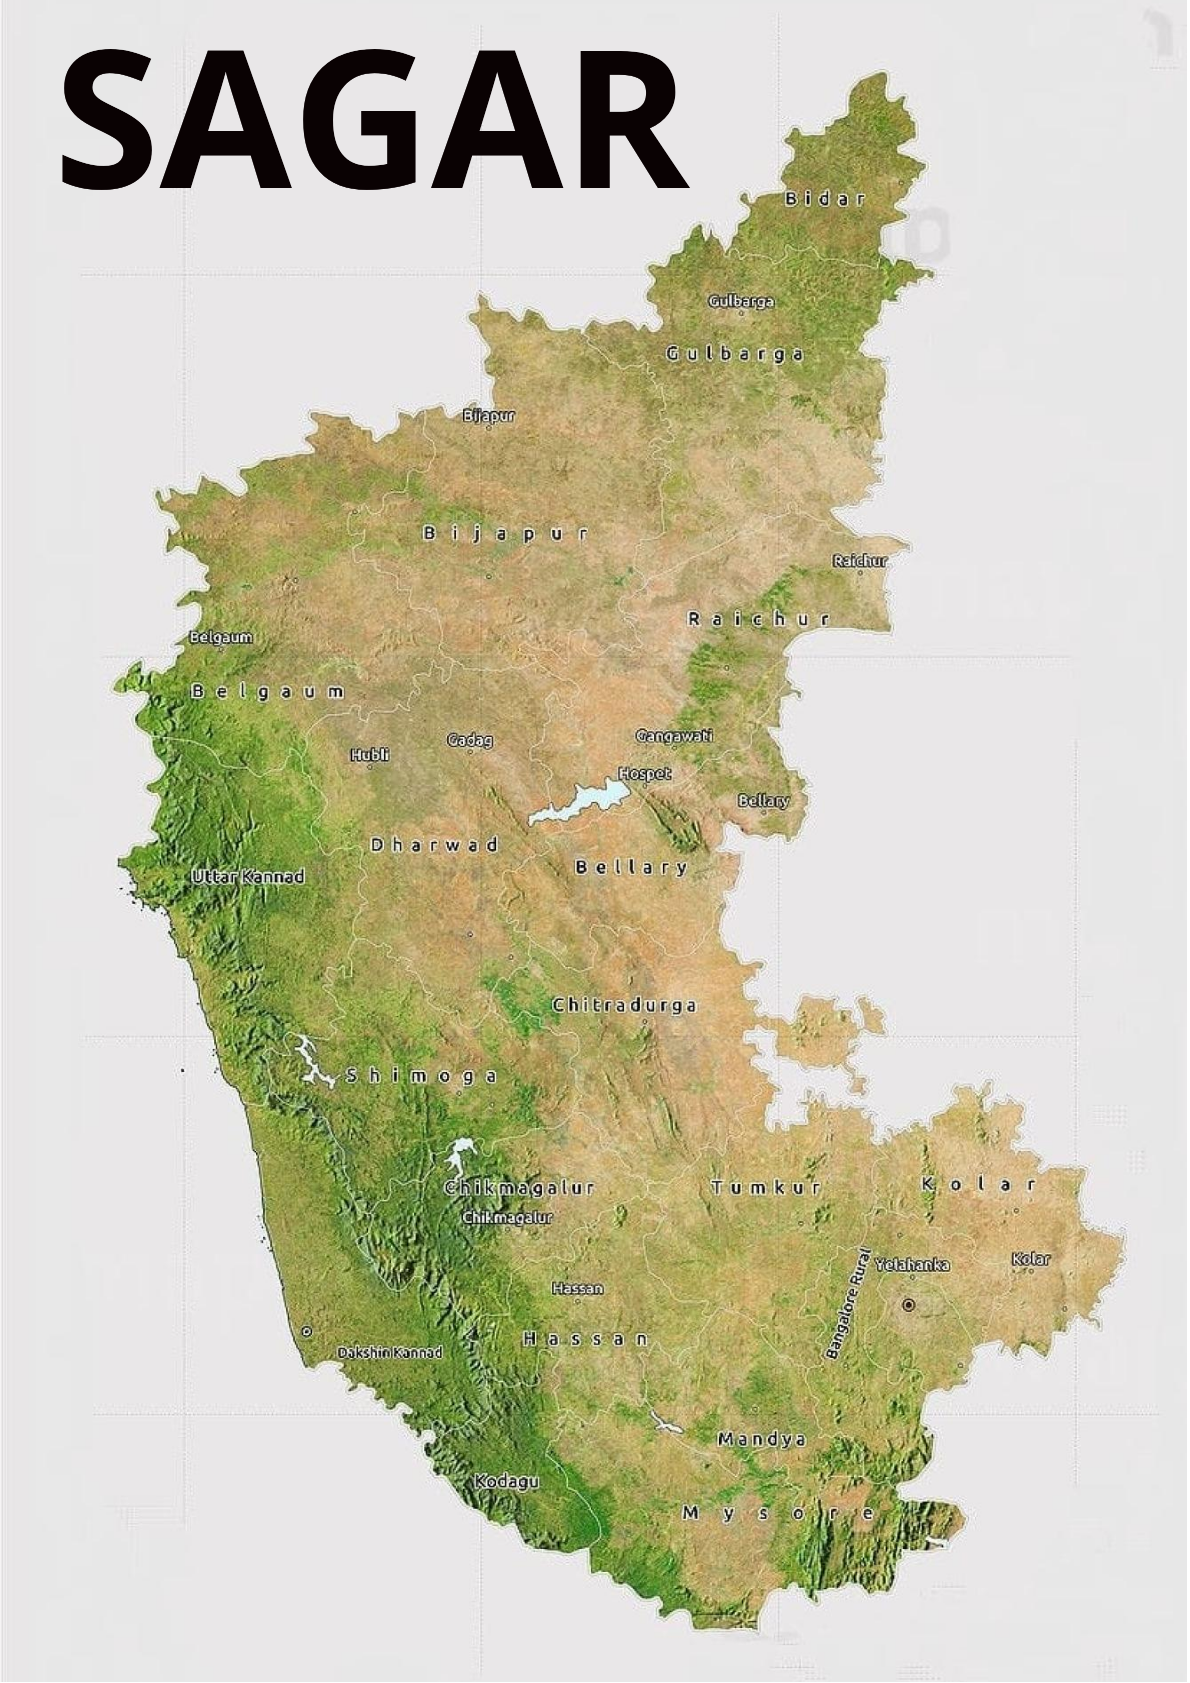 SAGAR
Bidar
Gulbarga
Gulbarga
Bijapur
Bijapur
Raichur
Raichur
Belgaum
Belgaum
Gadag
Gangawati
Hubli
Hospet
Bellary
Dharwad
Bellary
Uttar Kannad
Chitradurga
Shimoga
Chikmagalur
Tumkur
Kolar
Chikmagalur
Bangalore Rural
Yelahanka
Kolar
Hassan
Hassan
Dakshin Kannad
Mandya
Kodagu
Mysore